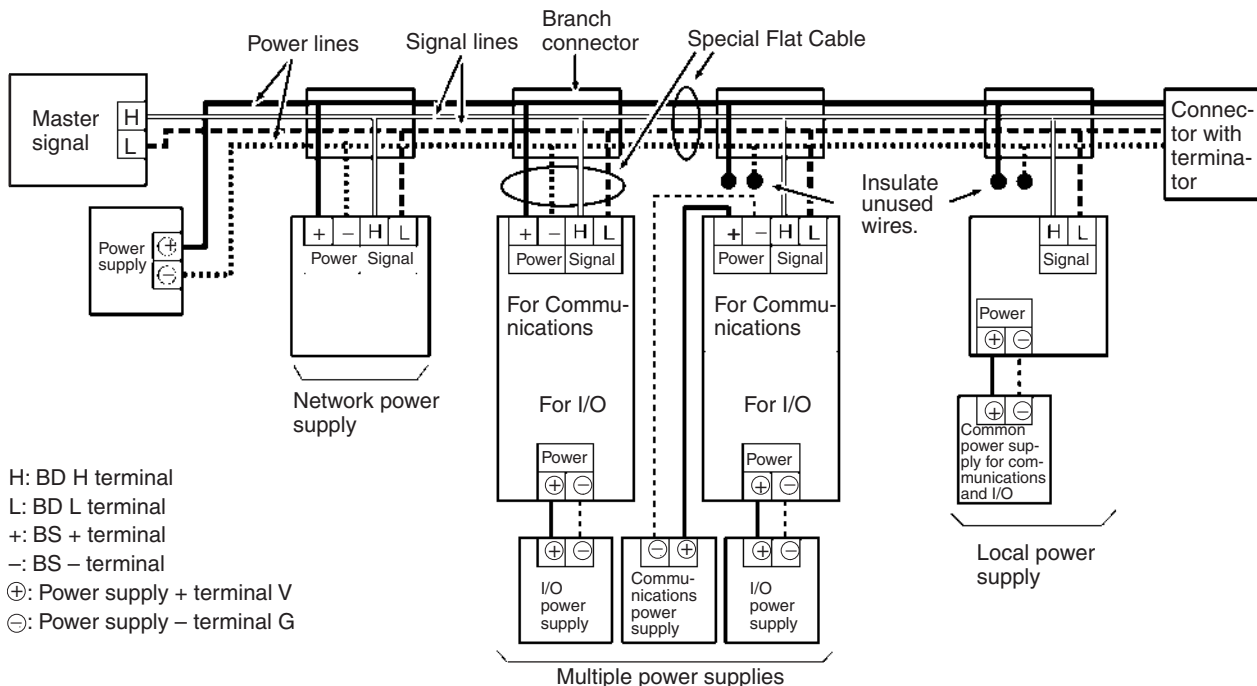 Branch
connector
Power lines
Signal lines
Special Flat Cable
Master
signal
H
L
Connec-
tor with
termina-
tor
Power
supply
+
−
+ − H L
Power Signal
+ − H L
Power Signal
+ − H L
Power Signal
Insulate
unused
wires.
H L
Signal
For Commu-
nications
For Commu-
nications
Power
+ −
Network power
supply
For I/O
For I/O
+ −
Common
power sup-
ply for com-
munications
and I/O
Power
+ −
Power
+ −
H: BD H terminal
L: BD L terminal
+: BS + terminal
−: BS − terminal
⊕: Power supply + terminal V
⊖: Power supply − terminal G
+ −
I/O
power
supply
− +
Commu-
nications
power
supply
+ −
I/O
power
supply
Local power
supply
Multiple power supplies